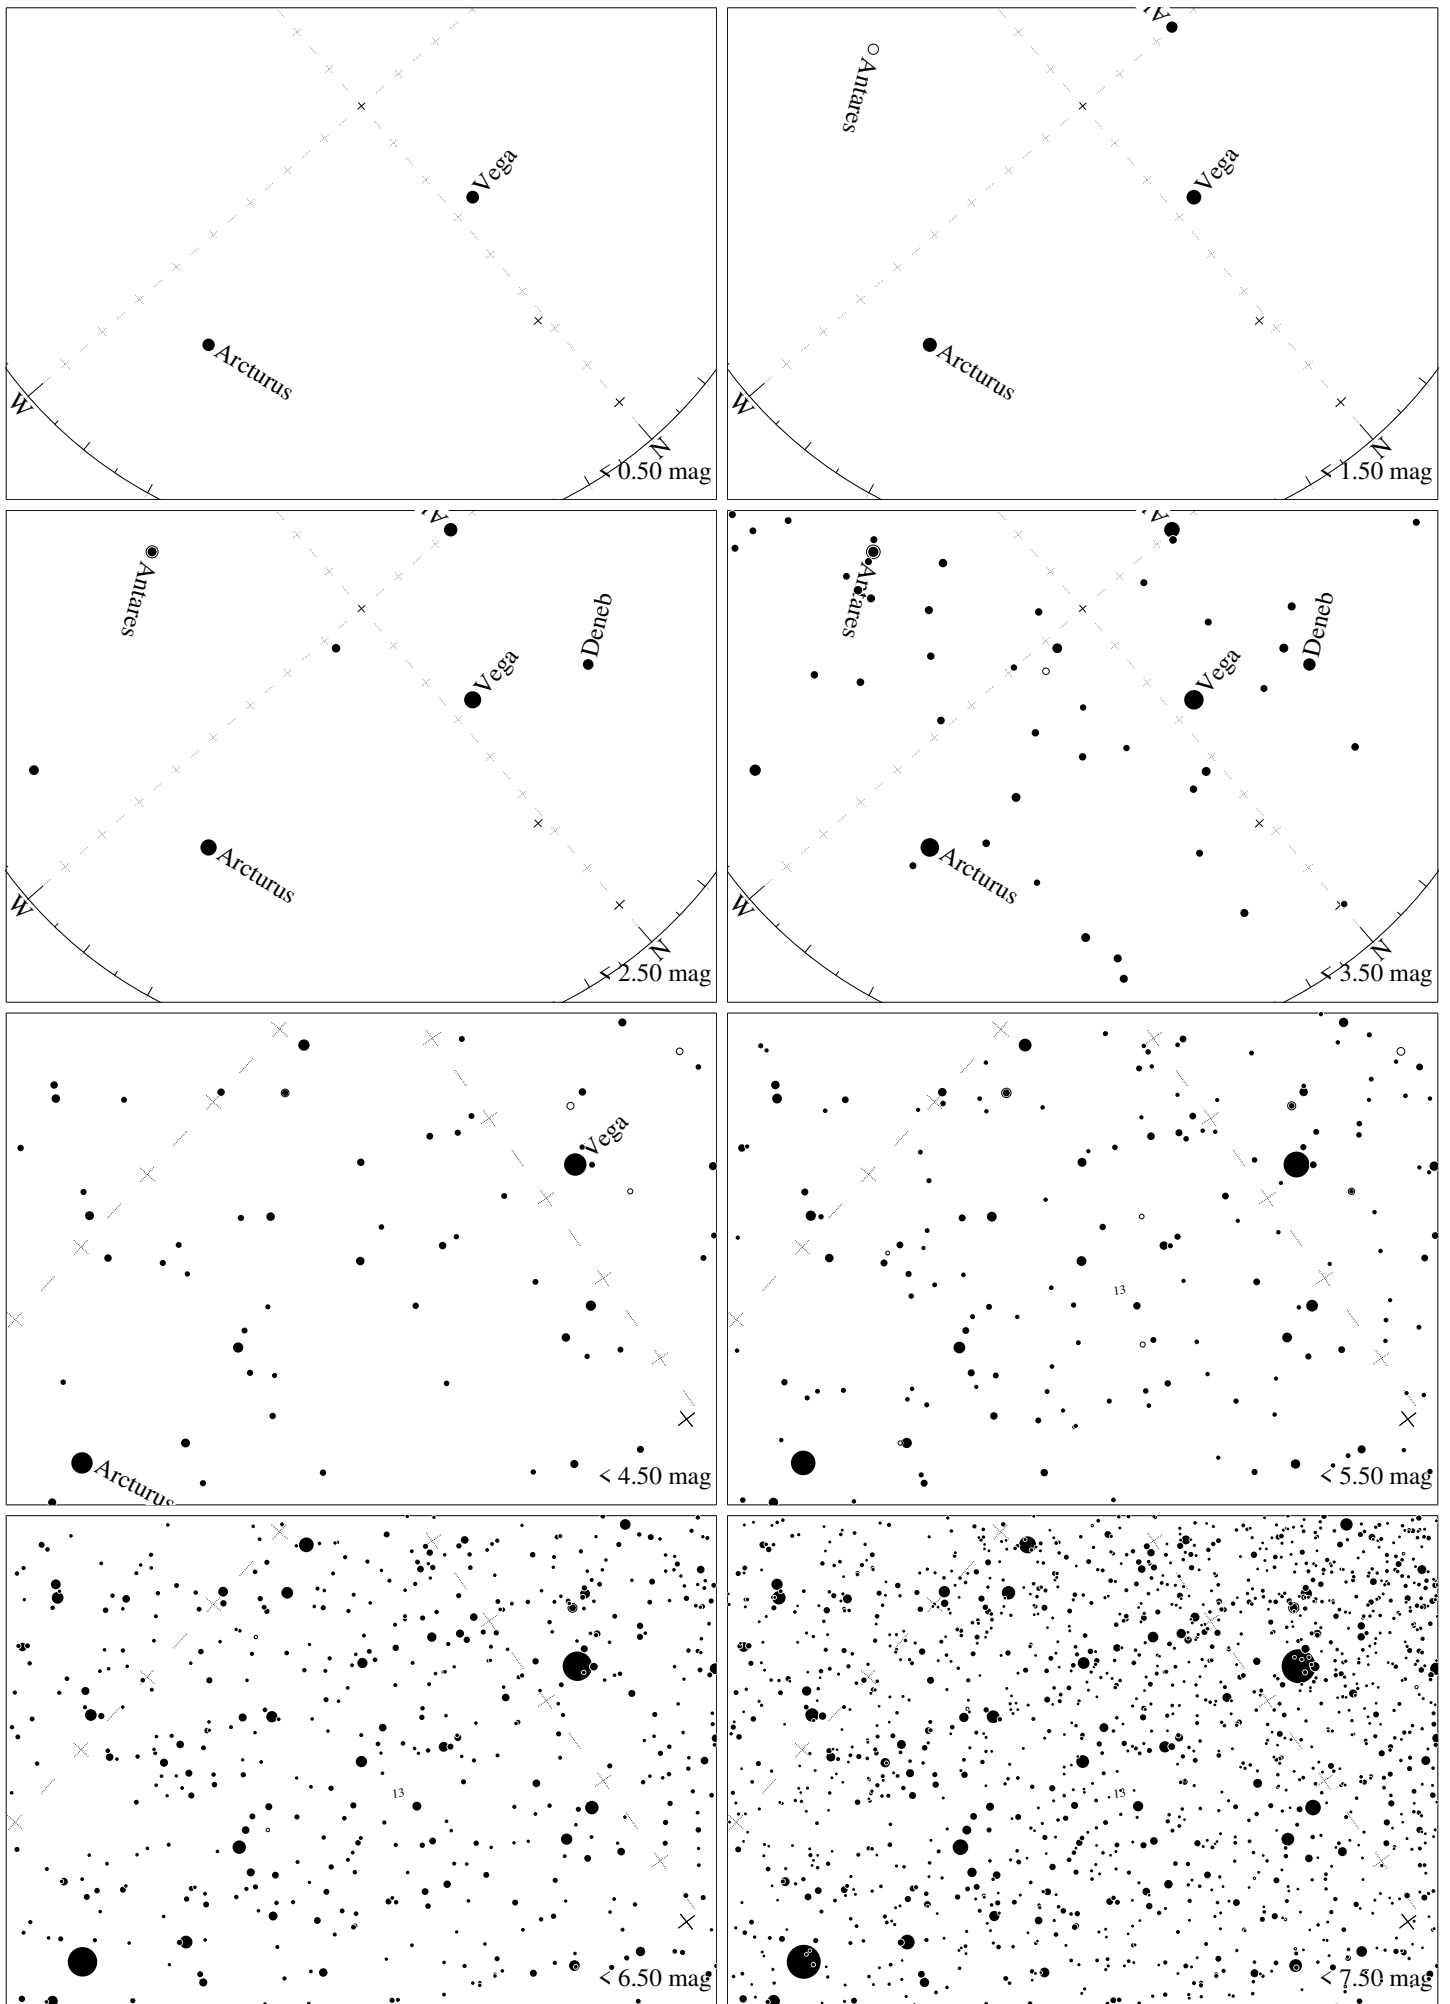 Vega
Arcturus
W
N
< 0.50 mag
Antares
Vega
Arcturus
W
N
< 1.50 mag
Antares
Deneb
Vega
Arcturus
W
N
< 2.50 mag
Antares
Deneb
Vega
Arcturus
W
N
< 3.50 mag
Vega
Arcturus
< 4.50 mag
13
< 5.50 mag
13
< 6.50 mag
13
< 7.50 mag